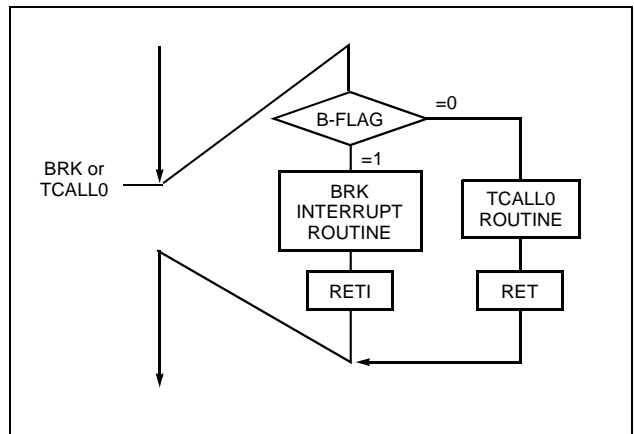 B-FLAG
=0
=1
BRK or
TCALL0
BRK
INTERRUPT
ROUTINE
TCALL0
ROUTINE
RETI
RET